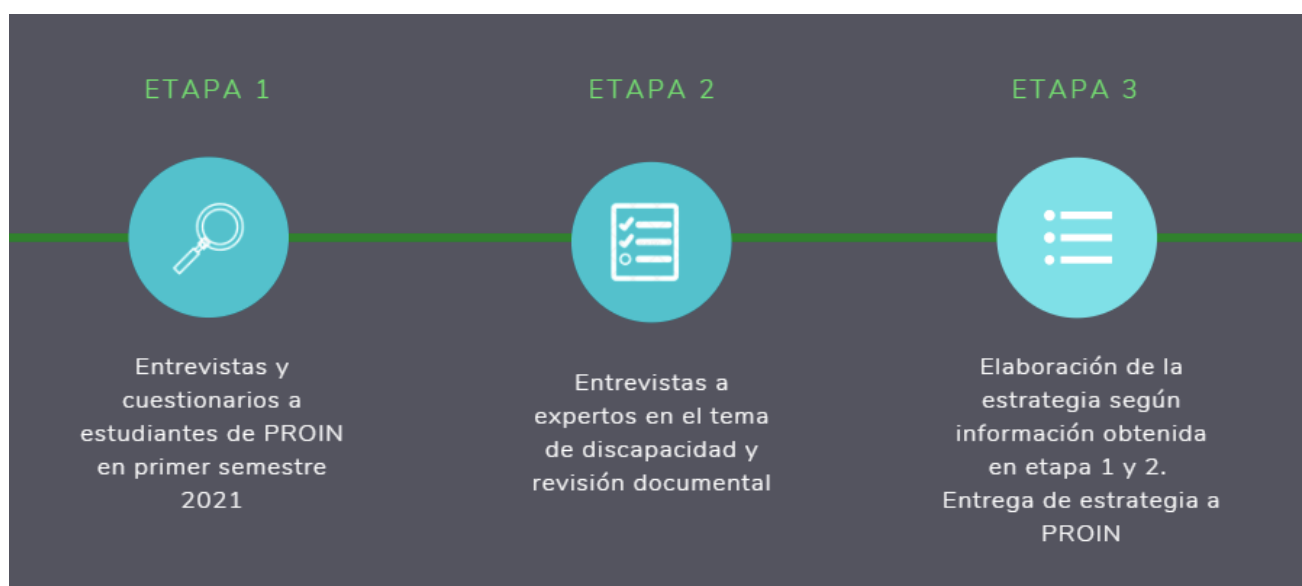 ETAPA 1
Entrevistas y
cuestionarios a
estudiantes de PROIN
en primer semestre
2021
ETAPA 2
Entrevistas a
expertos en el tema
de discapacidad y
revisión documental
ETAPA 3
Elaboración de la
estrategia según
información obtenida
en etapa 1 y 2.
Entrega de estrategia a
PROIN